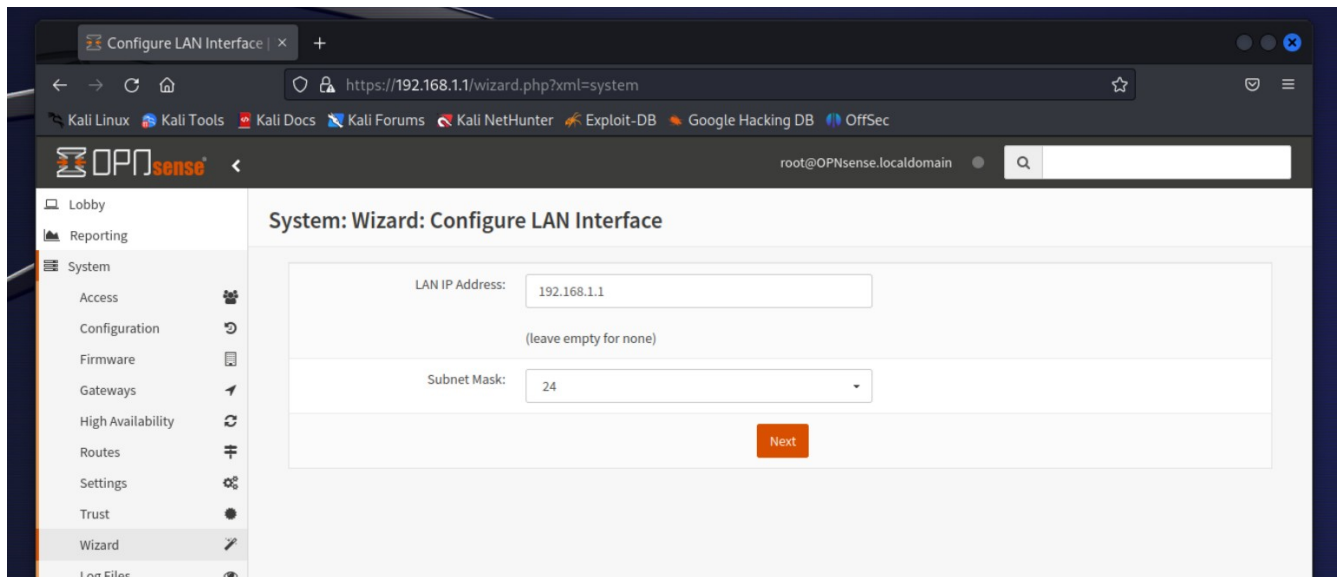 Configure LAN Interface |
https://192.168.1.1/wizard.php?xml=system
Kali Linux Kali Tools Kali Docs Kali Forums Kali NetHunter Exploit-DB Google Hacking DB OffSec
OPNsense root@OPNsense.localdomain
Lobby
Reporting
System
Access
Configuration
Firmware
Gateways
High Availability
Routes
Settings
Trust
Wizard
Log Files
System: Wizard: Configure LAN Interface
LAN IP Address: 192.168.1.1
(leave empty for none)
Subnet Mask: 24
Next